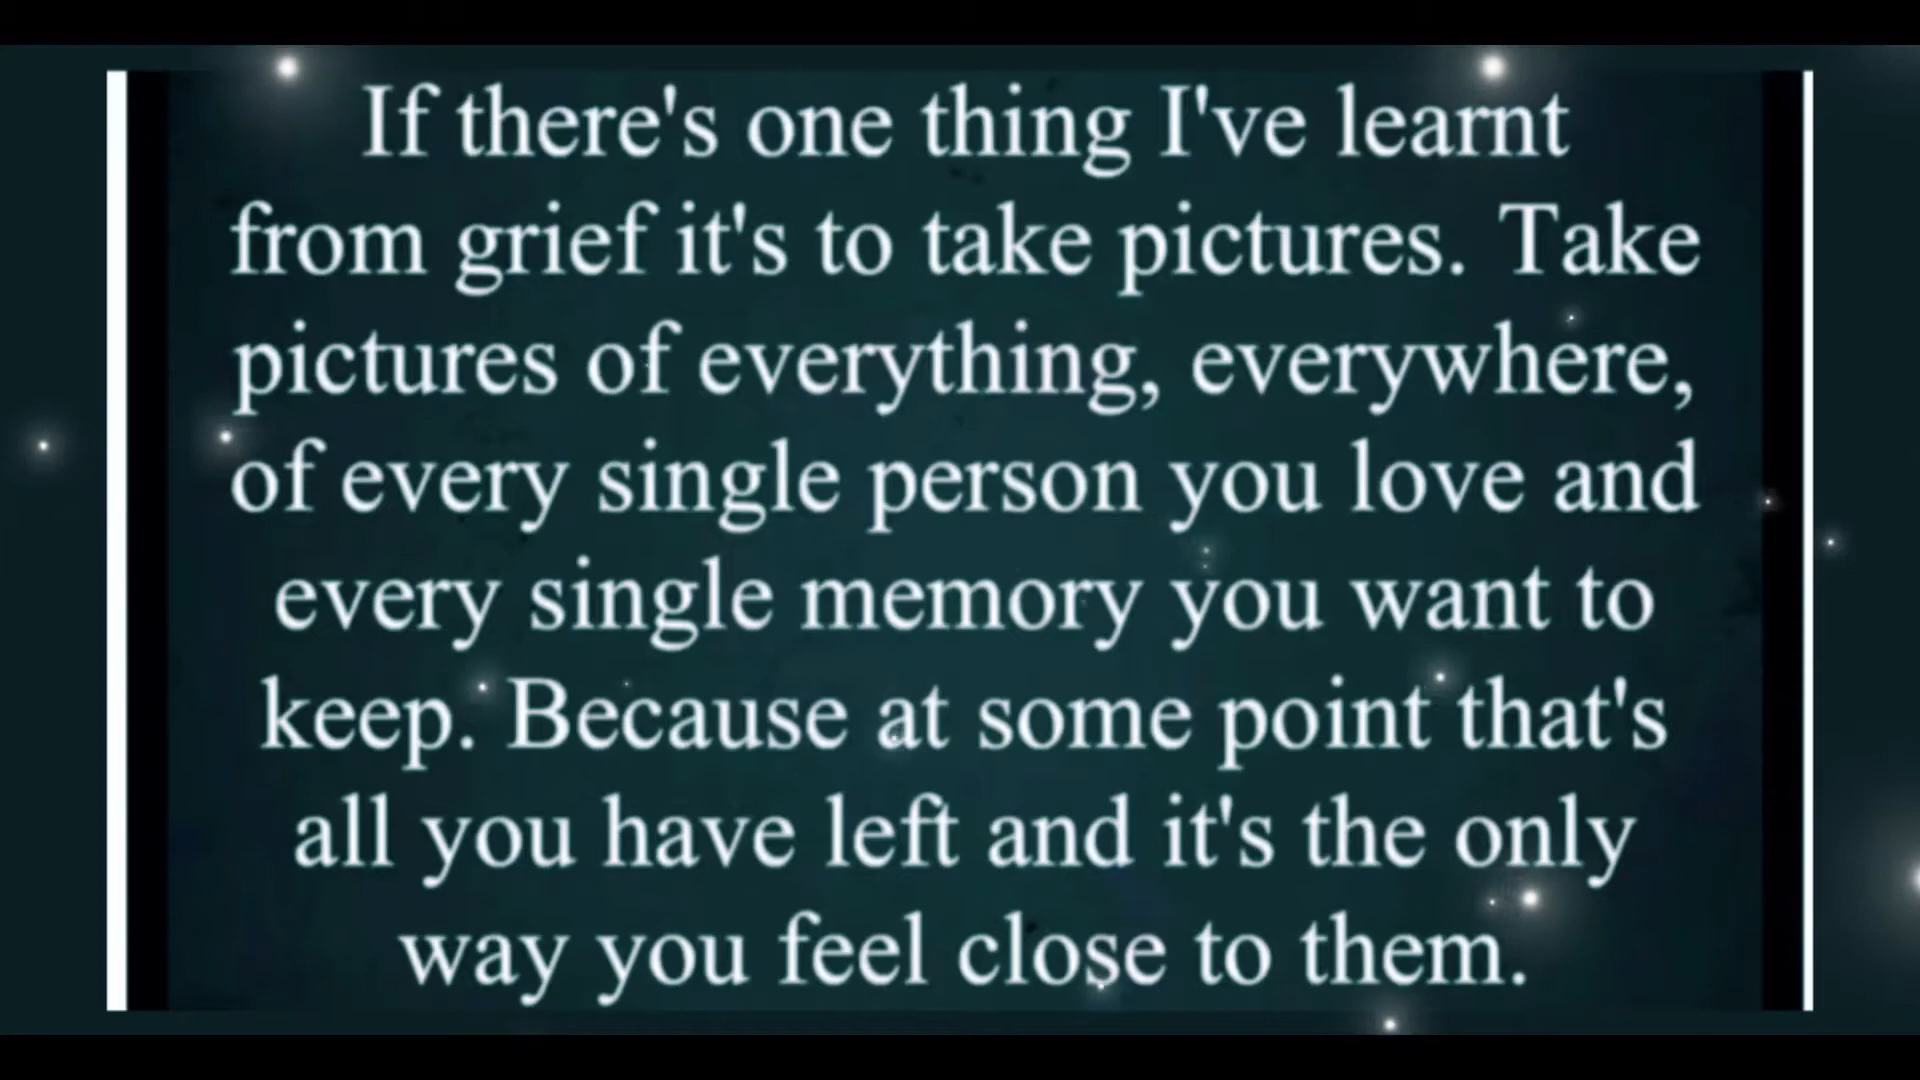 If there's one thing I've learnt
from grief it's to take pictures. Take
pictures of everything, everywhere,
of every single person you love and
every single memory you want to
keep. Because at some point that's
all you have left and it's the only
way you feel close to them.